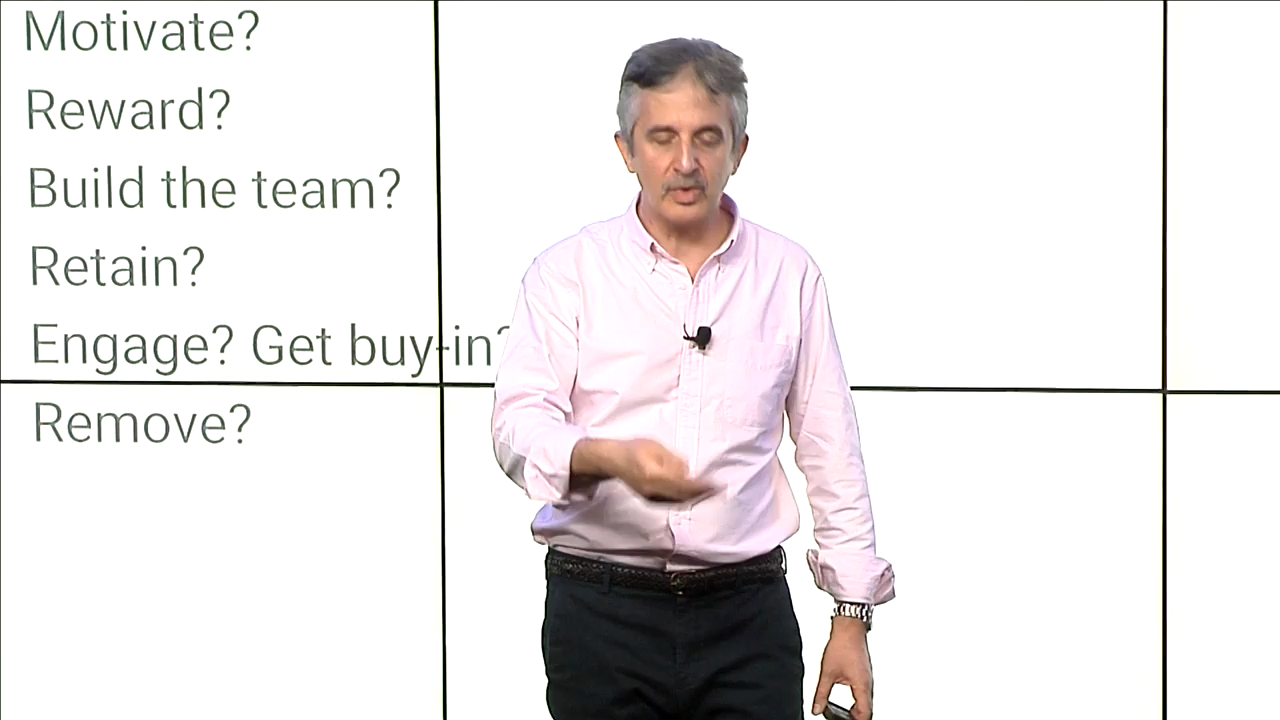 Motivate?
Reward?
Build the team?
Retain?
Engage? Get buy-in?
Remove?